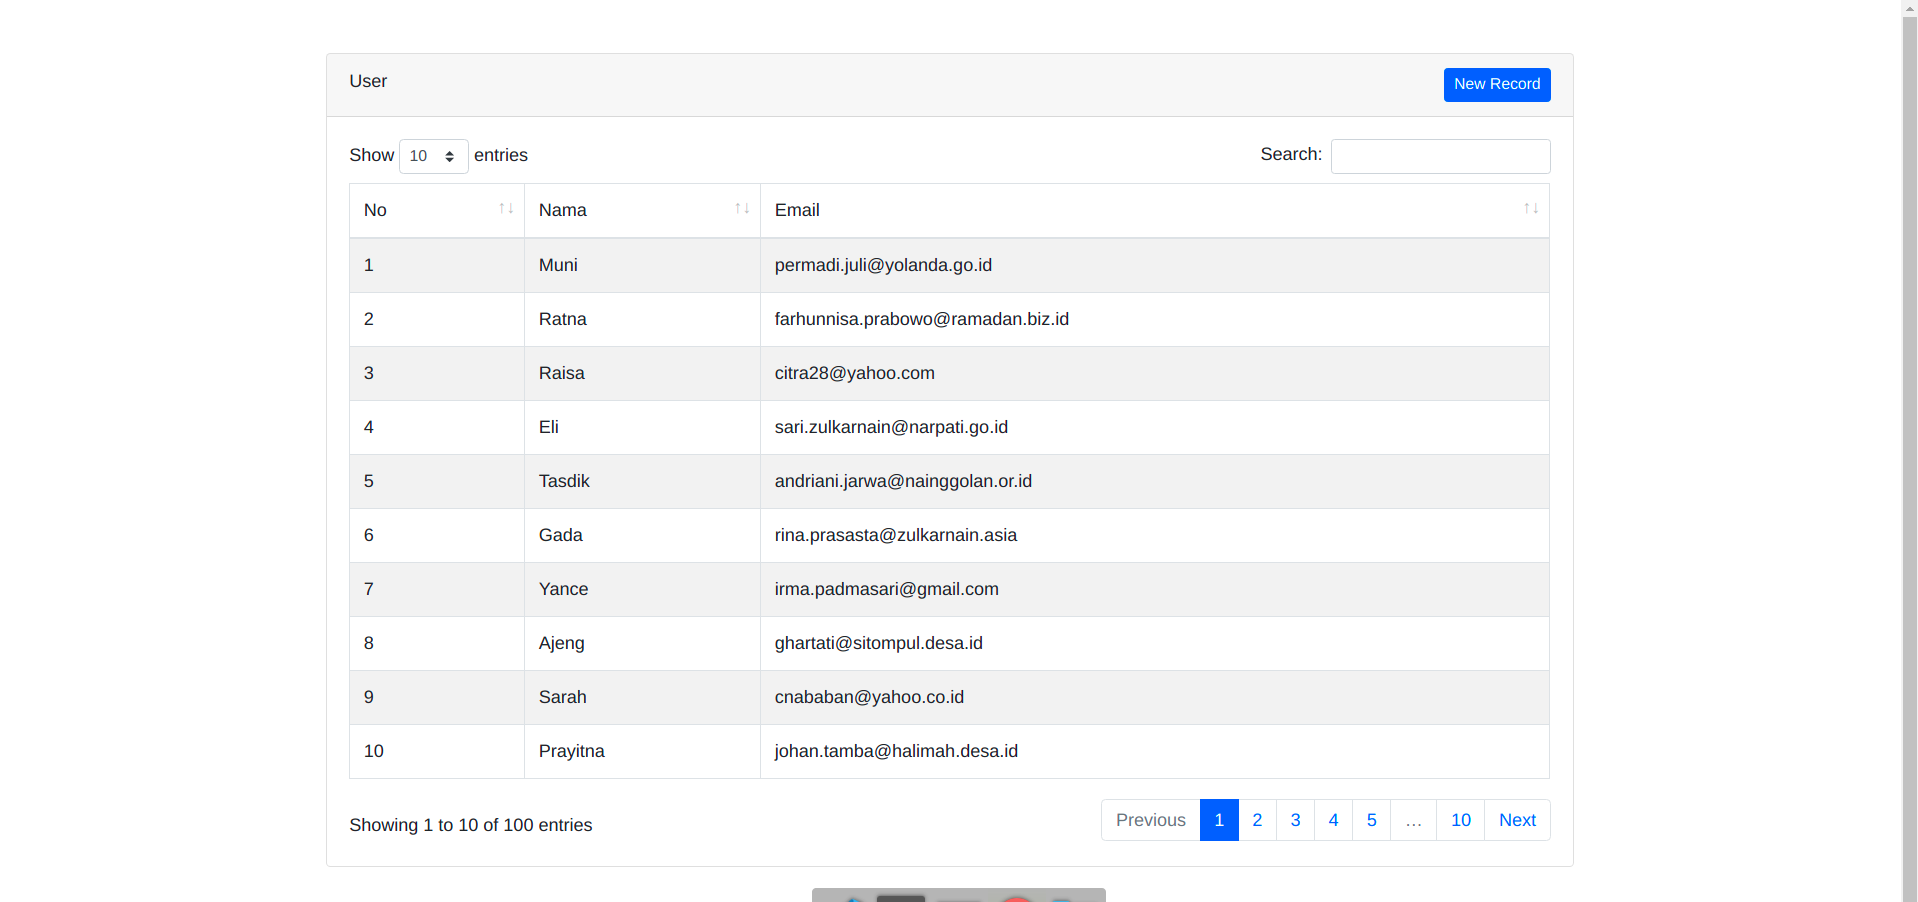 User New Record
Show 10 entries Search:
No Nama Email
1 Muni permadi.juli@yolanda.go.id
2 Ratna farhunnisa.prabowo@ramadan.biz.id
3 Raisa citra28@yahoo.com
4 Eli sari.zulkarnain@narpati.go.id
5 Tasdik andriani.jarwa@nainggolan.or.id
6 Gada rina.prasasta@zulkarnain.asia
7 Yance irma.padmasari@gmail.com
8 Ajeng ghartati@sitompul.desa.id
9 Sarah cnababan@yahoo.co.id
10 Prayitna johan.tamba@halimah.desa.id
Showing 1 to 10 of 100 entries Previous 1 2 3 4 5 … 10 Next